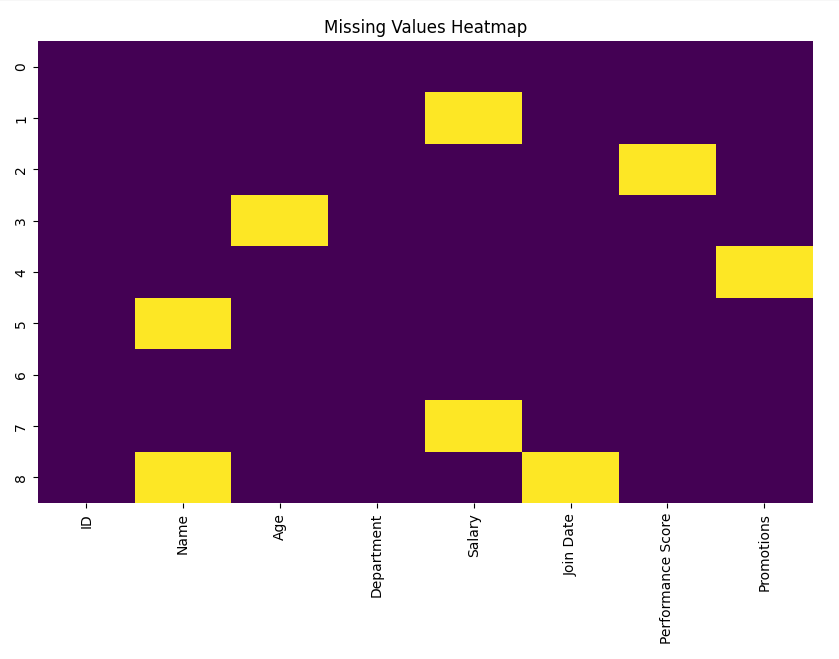 Missing Values Heatmap
0
1
2
3
4
5
6
7
8
ID
Name
Age
Department
Salary
Join Date
Performance Score
Promotions